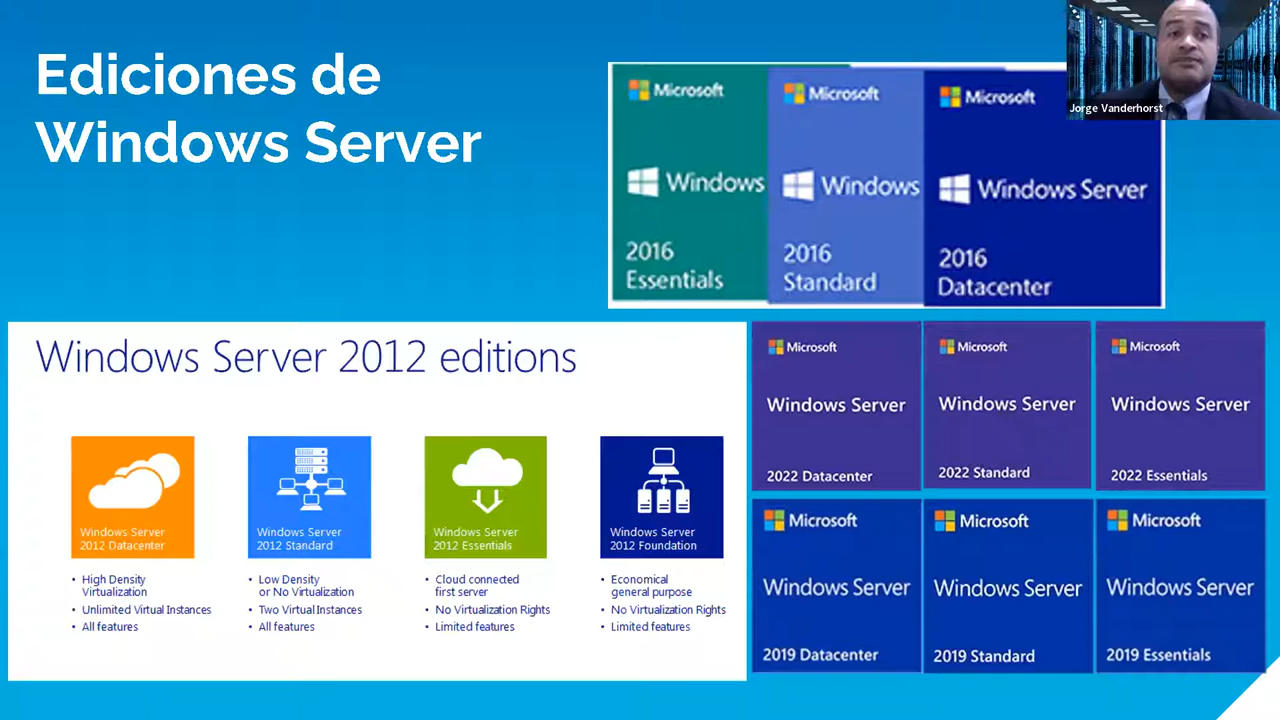 Ediciones de
Windows Server
Jorge Vanderhorst
Microsoft
Windows
2016
Essentials
Microsoft
Windows
2016
Standard
Microsoft
Windows Server
2016
Datacenter
Windows Server 2012 editions
Windows Server
2012 Datacenter
• High Density
Virtualization
• Unlimited Virtual Instances
• All features
Windows Server
2012 Standard
• Low Density
or No Virtualization
• Two Virtual Instances
• All features
Windows Server
2012 Essentials
• Cloud connected
first server
• No Virtualization Rights
• Limited features
Windows Server
2012 Foundation
• Economical
general purpose
• No Virtualization Rights
• Limited features
Microsoft
Windows Server
2022 Datacenter
Microsoft
Windows Server
2022 Standard
Microsoft
Windows Server
2022 Essentials
Microsoft
Windows Server
2019 Datacenter
Microsoft
Windows Server
2019 Standard
Microsoft
Windows Server
2019 Essentials